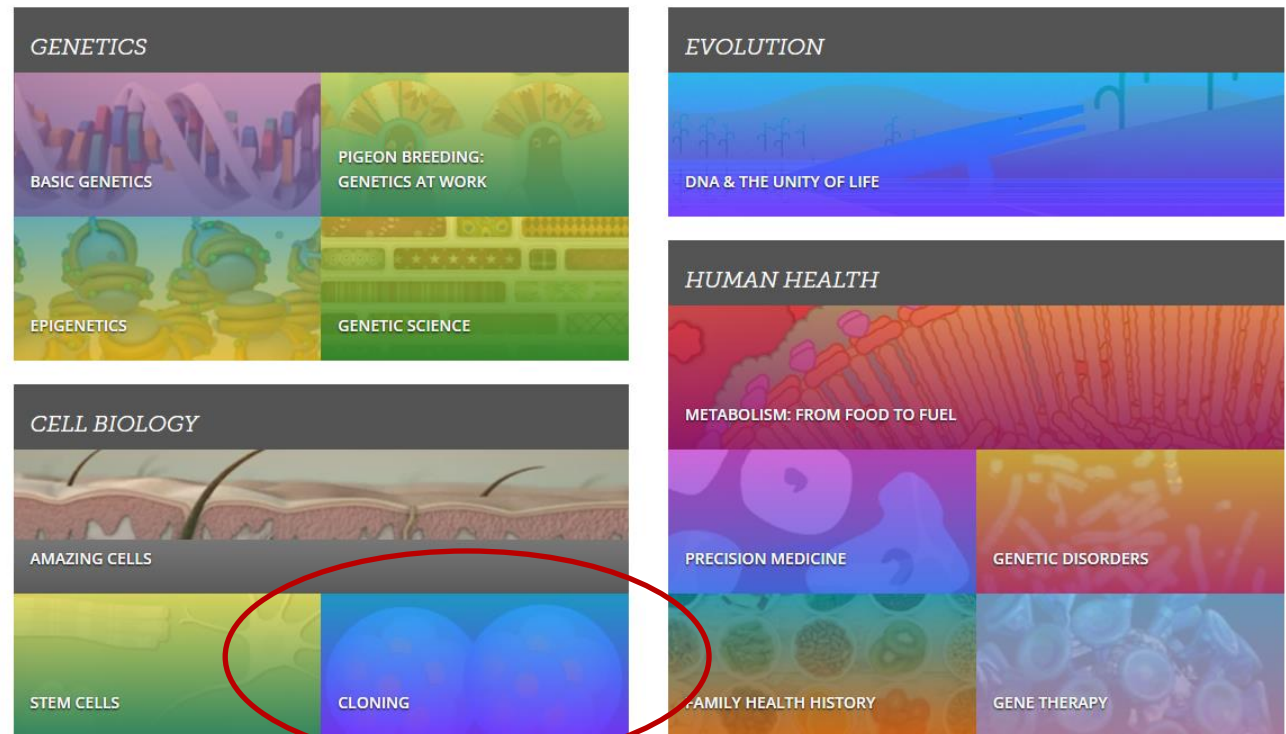 GENETICS
BASIC GENETICS
PIGEON BREEDING:
GENETICS AT WORK
EPIGENETICS
GENETIC SCIENCE
CELL BIOLOGY
AMAZING CELLS
STEM CELLS
CLONING
EVOLUTION
DNA & THE UNITY OF LIFE
HUMAN HEALTH
METABOLISM: FROM FOOD TO FUEL
PRECISION MEDICINE
GENETIC DISORDERS
FAMILY HEALTH HISTORY
GENE THERAPY